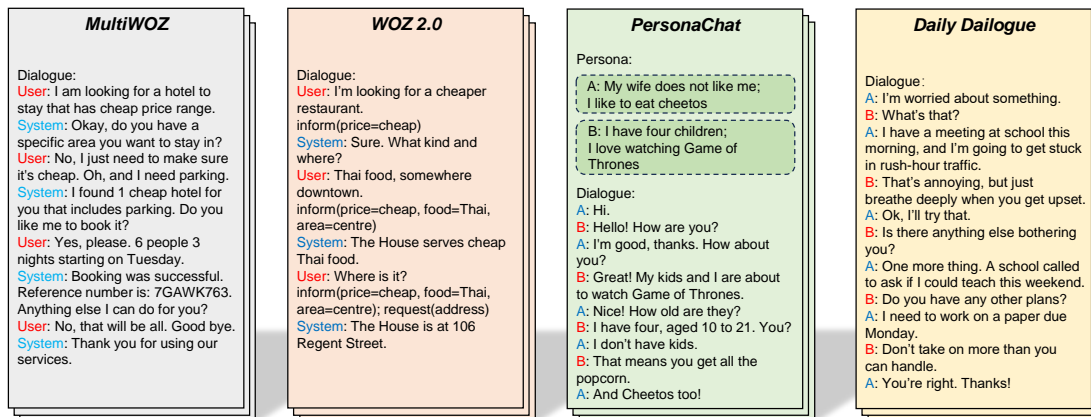 MultiWOZ
Dialogue:
User: I am looking for a hotel to
stay that has cheap price range.
System: Okay, do you have a
specific area you want to stay in?
User: No, I just need to make sure
it's cheap. Oh, and I need parking.
System: I found 1 cheap hotel for
you that includes parking. Do you
like me to book it?
User: Yes, please. 6 people 3
nights starting on Tuesday.
System: Booking was successful.
Reference number is: 7GAWK763.
Anything else I can do for you?
User: No, that will be all. Good bye.
System: Thank you for using our
services.
WOZ 2.0
Dialogue:
User: I'm looking for a cheaper
restaurant.
inform(price=cheap)
System: Sure. What kind and
where?
User: Thai food, somewhere
downtown.
inform(price=cheap, food=Thai,
area=centre)
System: The House serves cheap
Thai food.
User: Where is it?
inform(price=cheap, food=Thai,
area=centre); request(address)
System: The House is at 106
Regent Street.
PersonaChat
Persona:
A: My wife does not like me;
I like to eat cheetos
B: I have four children;
I love watching Game of
Thrones
Dialogue:
A: Hi.
B: Hello! How are you?
A: I'm good, thanks. How about
you?
B: Great! My kids and I are about
to watch Game of Thrones.
A: Nice! How old are they?
B: I have four, aged 10 to 21. You?
A: I don't have kids.
B: That means you get all the
popcorn.
A: And Cheetos too!
Daily Dailogue
Dialogue:
A: I'm worried about something.
B: What's that?
A: I have a meeting at school this
morning, and I'm going to get stuck
in rush-hour traffic.
B: That's annoying, but just
breathe deeply when you get upset.
A: Ok, I'll try that.
B: Is there anything else bothering
you?
A: One more thing. A school called
to ask if I could teach this weekend.
B: Do you have any other plans?
A: I need to work on a paper due
Monday.
B: Don't take on more than you
can handle.
A: You're right. Thanks!